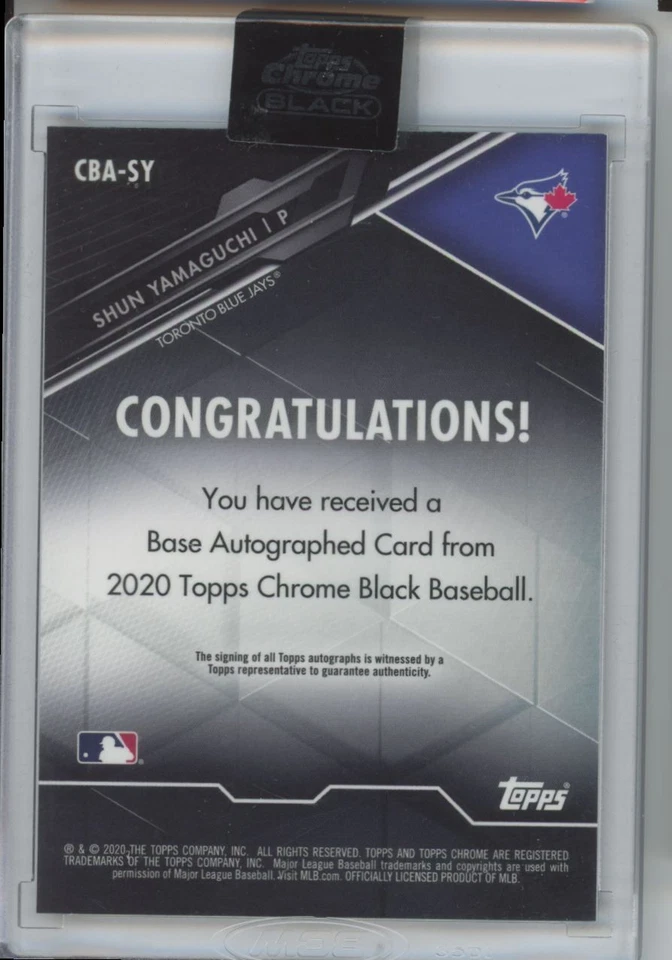 Topps
Chrome
BLACK
CBA-SY
SHUN YAMAGUCHI | P
TORONTO BLUE JAYS®
CONGRATULATIONS!
You have received a
Base Autographed Card from
2020 Topps Chrome Black Baseball.
The signing of all Topps autographs is witnessed by a
Topps representative to guarantee authenticity.
Topps®
® & © 2020 THE TOPPS COMPANY, INC. ALL RIGHTS RESERVED. TOPPS AND TOPPS CHROME ARE REGISTERED
TRADEMARKS OF THE TOPPS COMPANY, INC. Major League Baseball trademarks and copyrights are used with
permission of Major League Baseball. Visit MLB.com. OFFICIALLY LICENSED PRODUCT OF MLB.